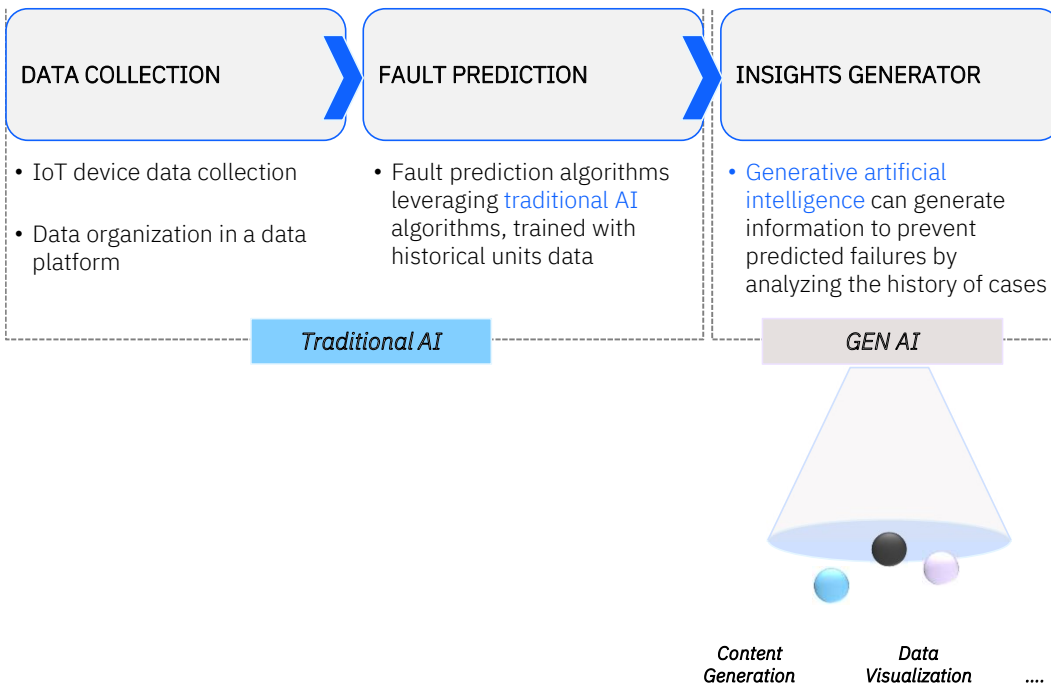 DATA COLLECTION
FAULT PREDICTION
INSIGHTS GENERATOR
• IoT device data collection
• Data organization in a data
platform
• Fault prediction algorithms
leveraging traditional AI
algorithms, trained with
historical units data
• Generative artificial
intelligence can generate
information to prevent
predicted failures by
analyzing the history of cases
Traditional AI
GEN AI
Content
Generation
Data
Visualization
....